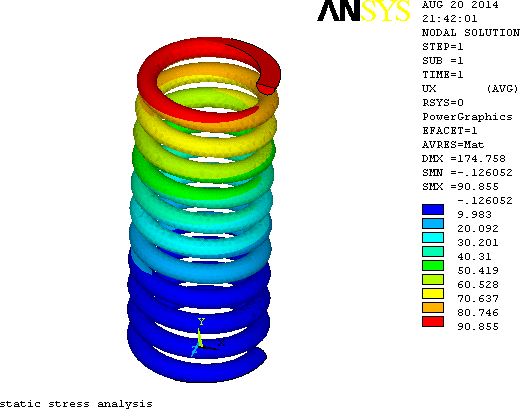 ANSYS
AUG 20 2014
21:42:01
NODAL SOLUTION
STEP=1
SUB =1
TIME=1
UX (AVG)
RSYS=0
PowerGraphics
EFACET=1
AVRES=Mat
DMX =174.758
SMN =-.126052
SMX =90.855
-.126052
9.983
20.092
30.201
40.31
50.419
60.528
70.637
80.746
90.855
Y
Z
static stress analysis